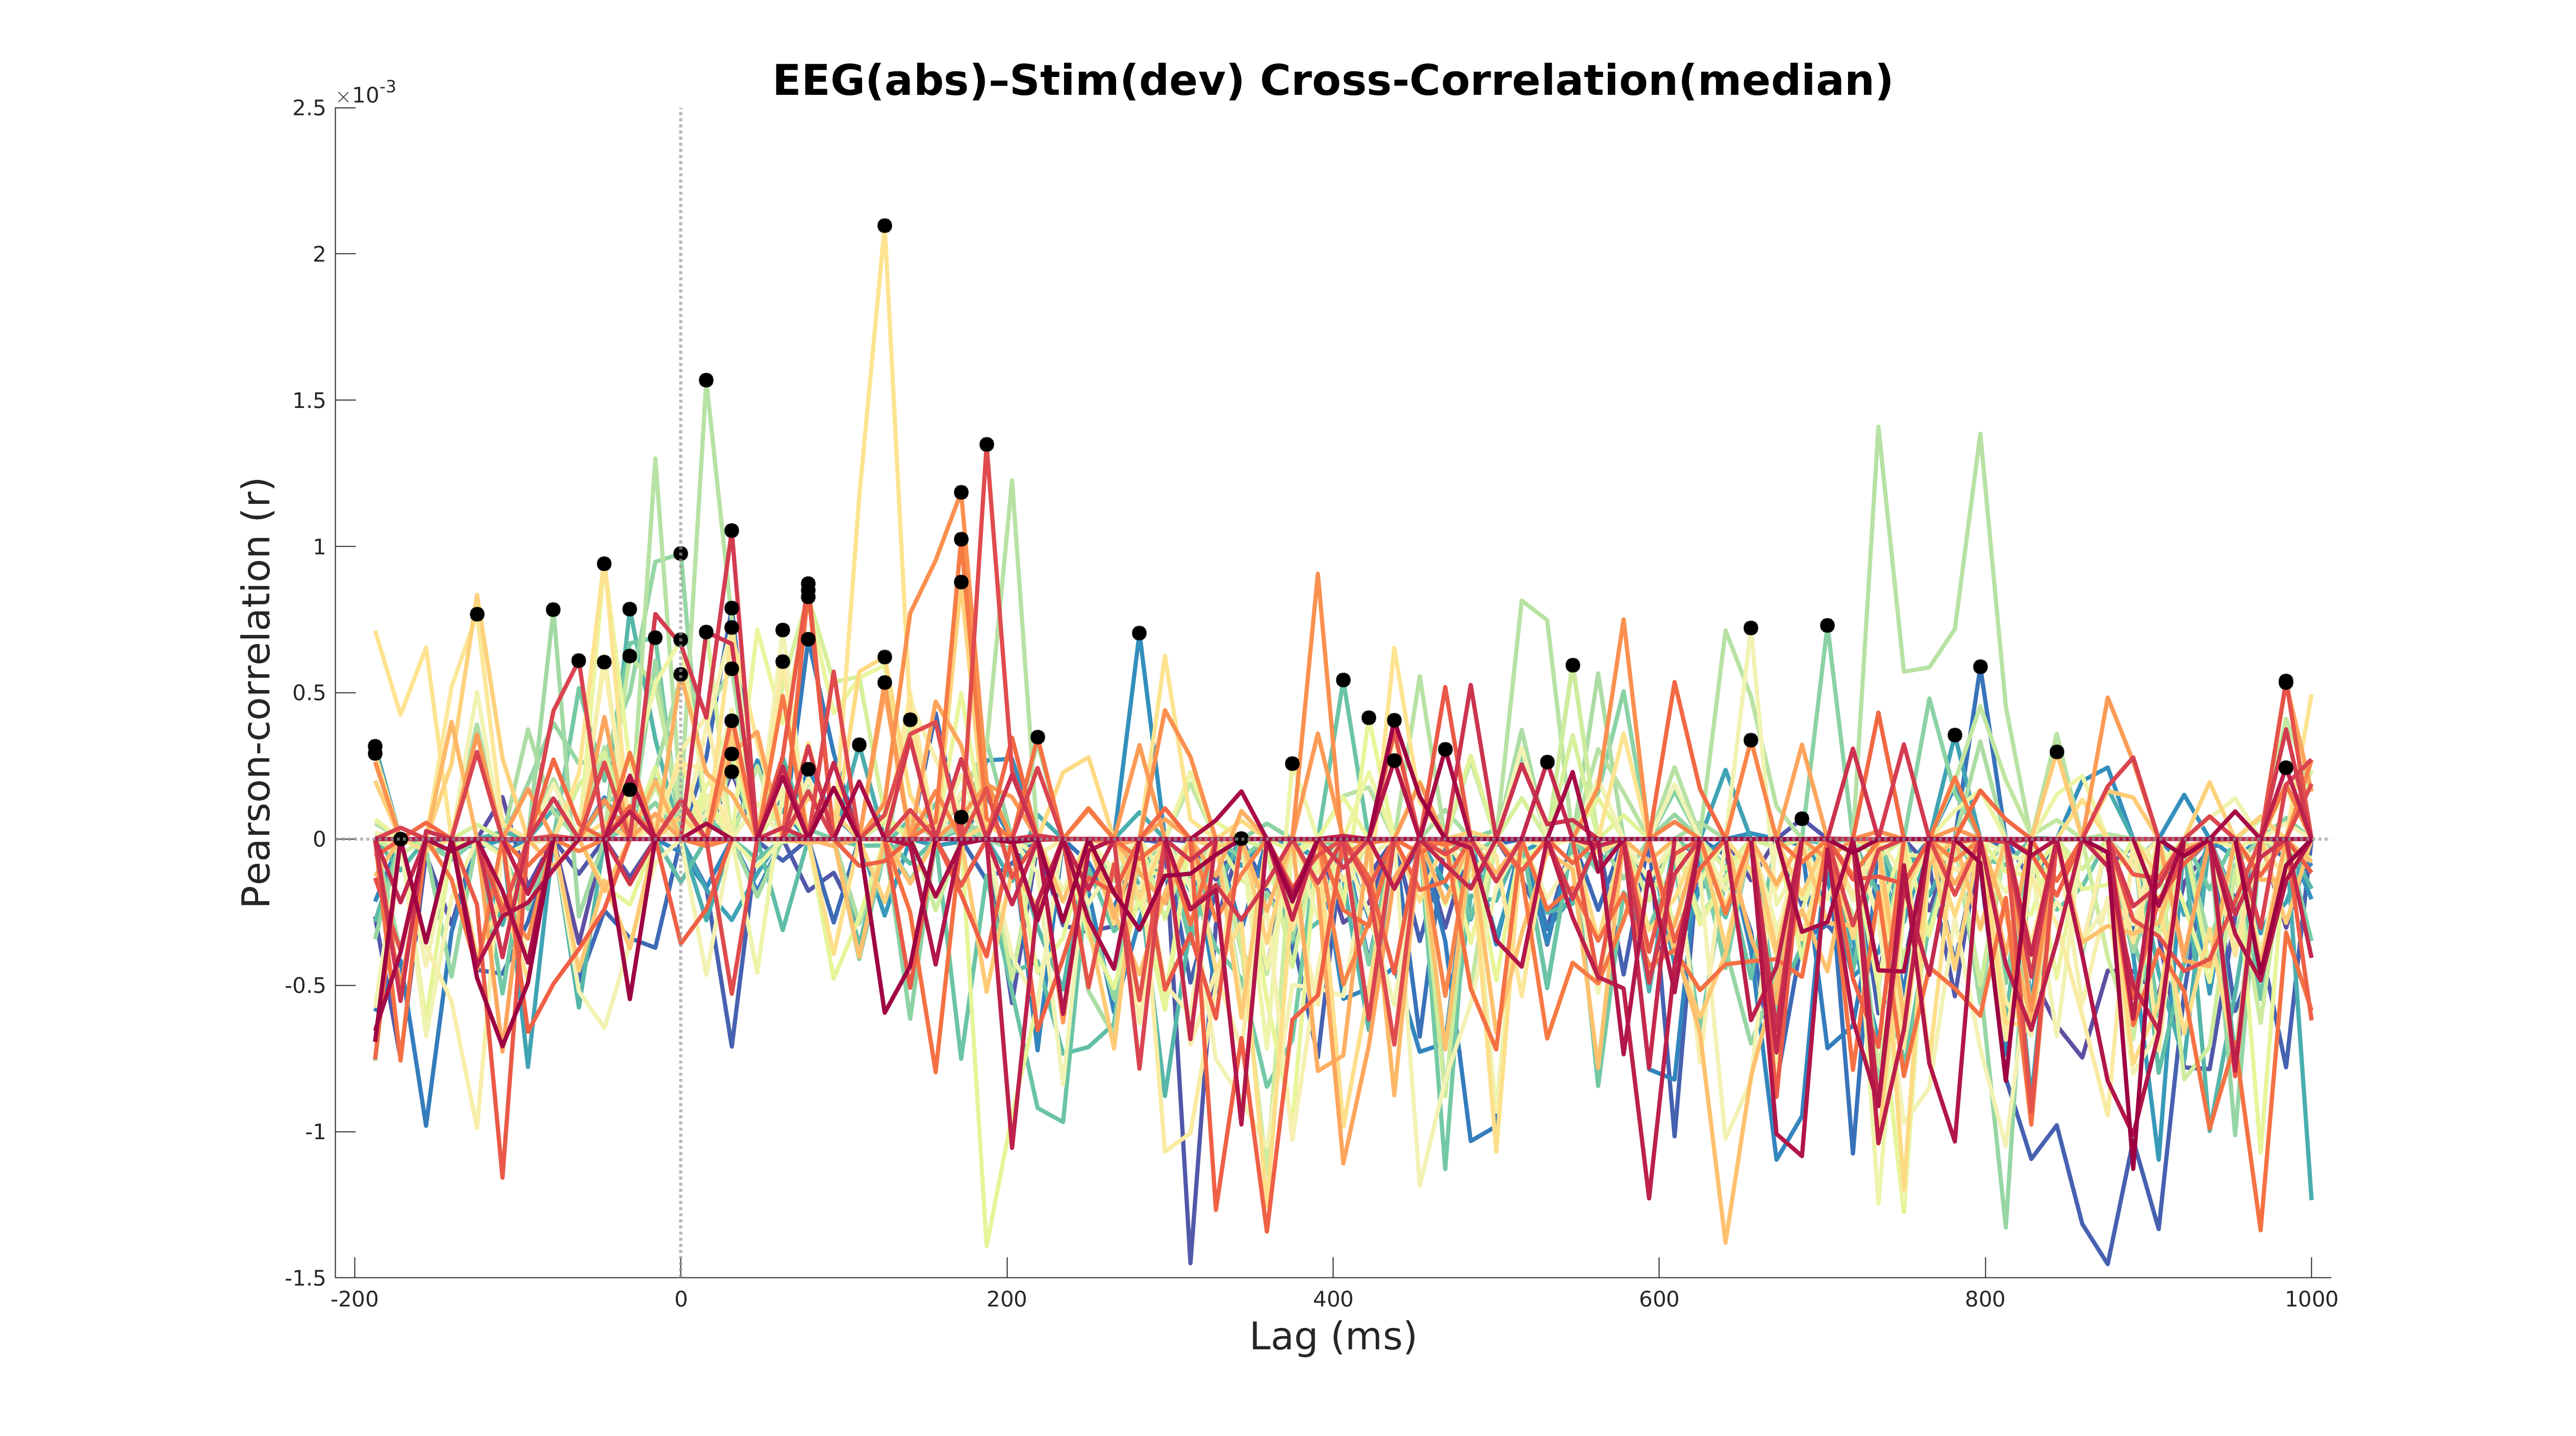 EEG(abs)–Stim(dev) Cross-Correlation(median)
×10-3
2.5
2
1.5
1
0.5
0
-0.5
-1
-1.5
Pearson-correlation (r)
-200 0 200 400 600 800 1000
Lag (ms)